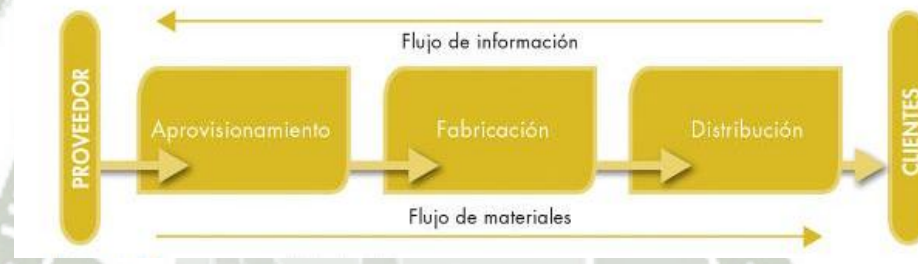 Flujo de información
PROVEEDOR
Aprovisionamiento
Fabricación
Distribución
CLIENTES
Flujo de materiales